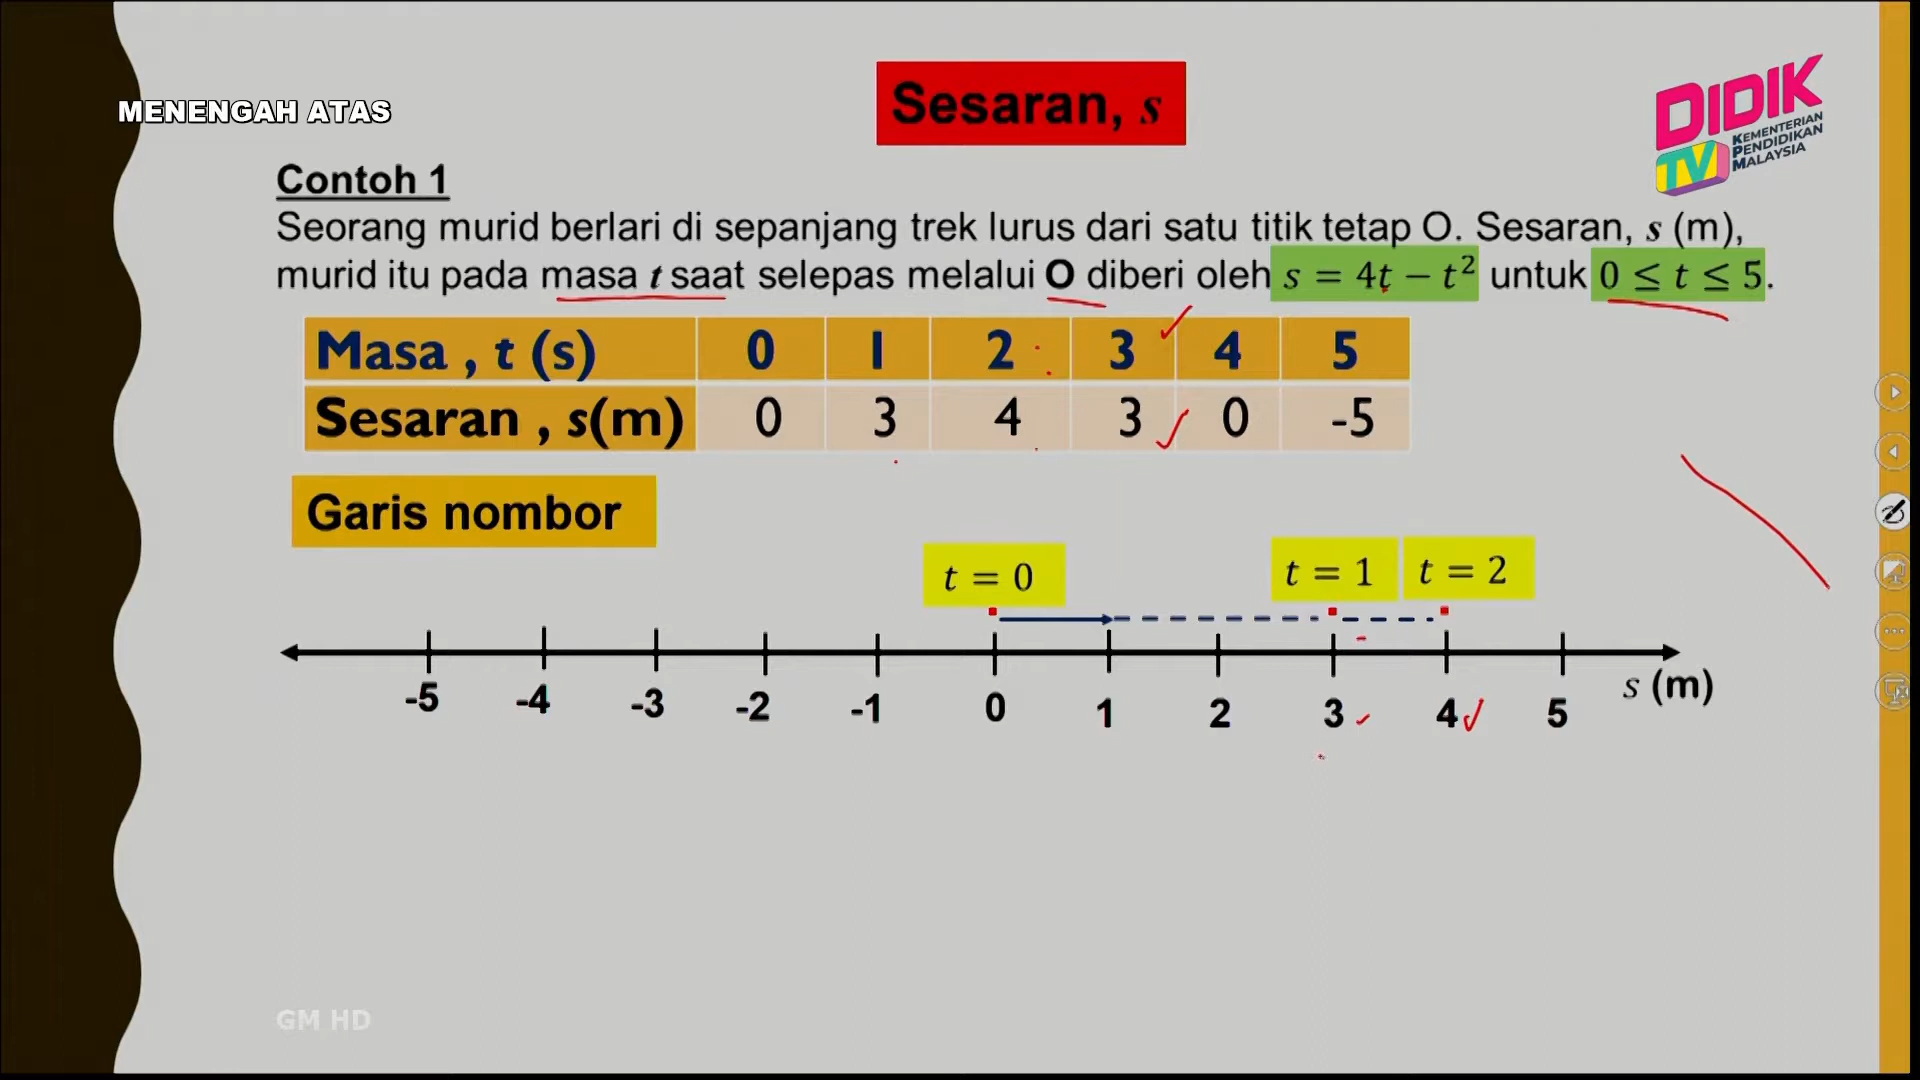 MENENGAH ATAS
Sesaran, s
DIDIK
TV
KEMENTERIAN
PENDIDIKAN
MALAYSIA
Contoh 1
Seorang murid berlari di sepanjang trek lurus dari satu titik tetap O. Sesaran, s (m),
murid itu pada masa t saat selepas melalui O diberi oleh s = 4t − t² untuk 0 ≤ t ≤ 5.
Masa , t (s) 0 1 2 3 4 5
Sesaran , s(m) 0 3 4 3 0 -5
Garis nombor
t = 0 t = 1 t = 2
-5 -4 -3 -2 -1 0 1 2 3 4 5 s (m)
GM HD